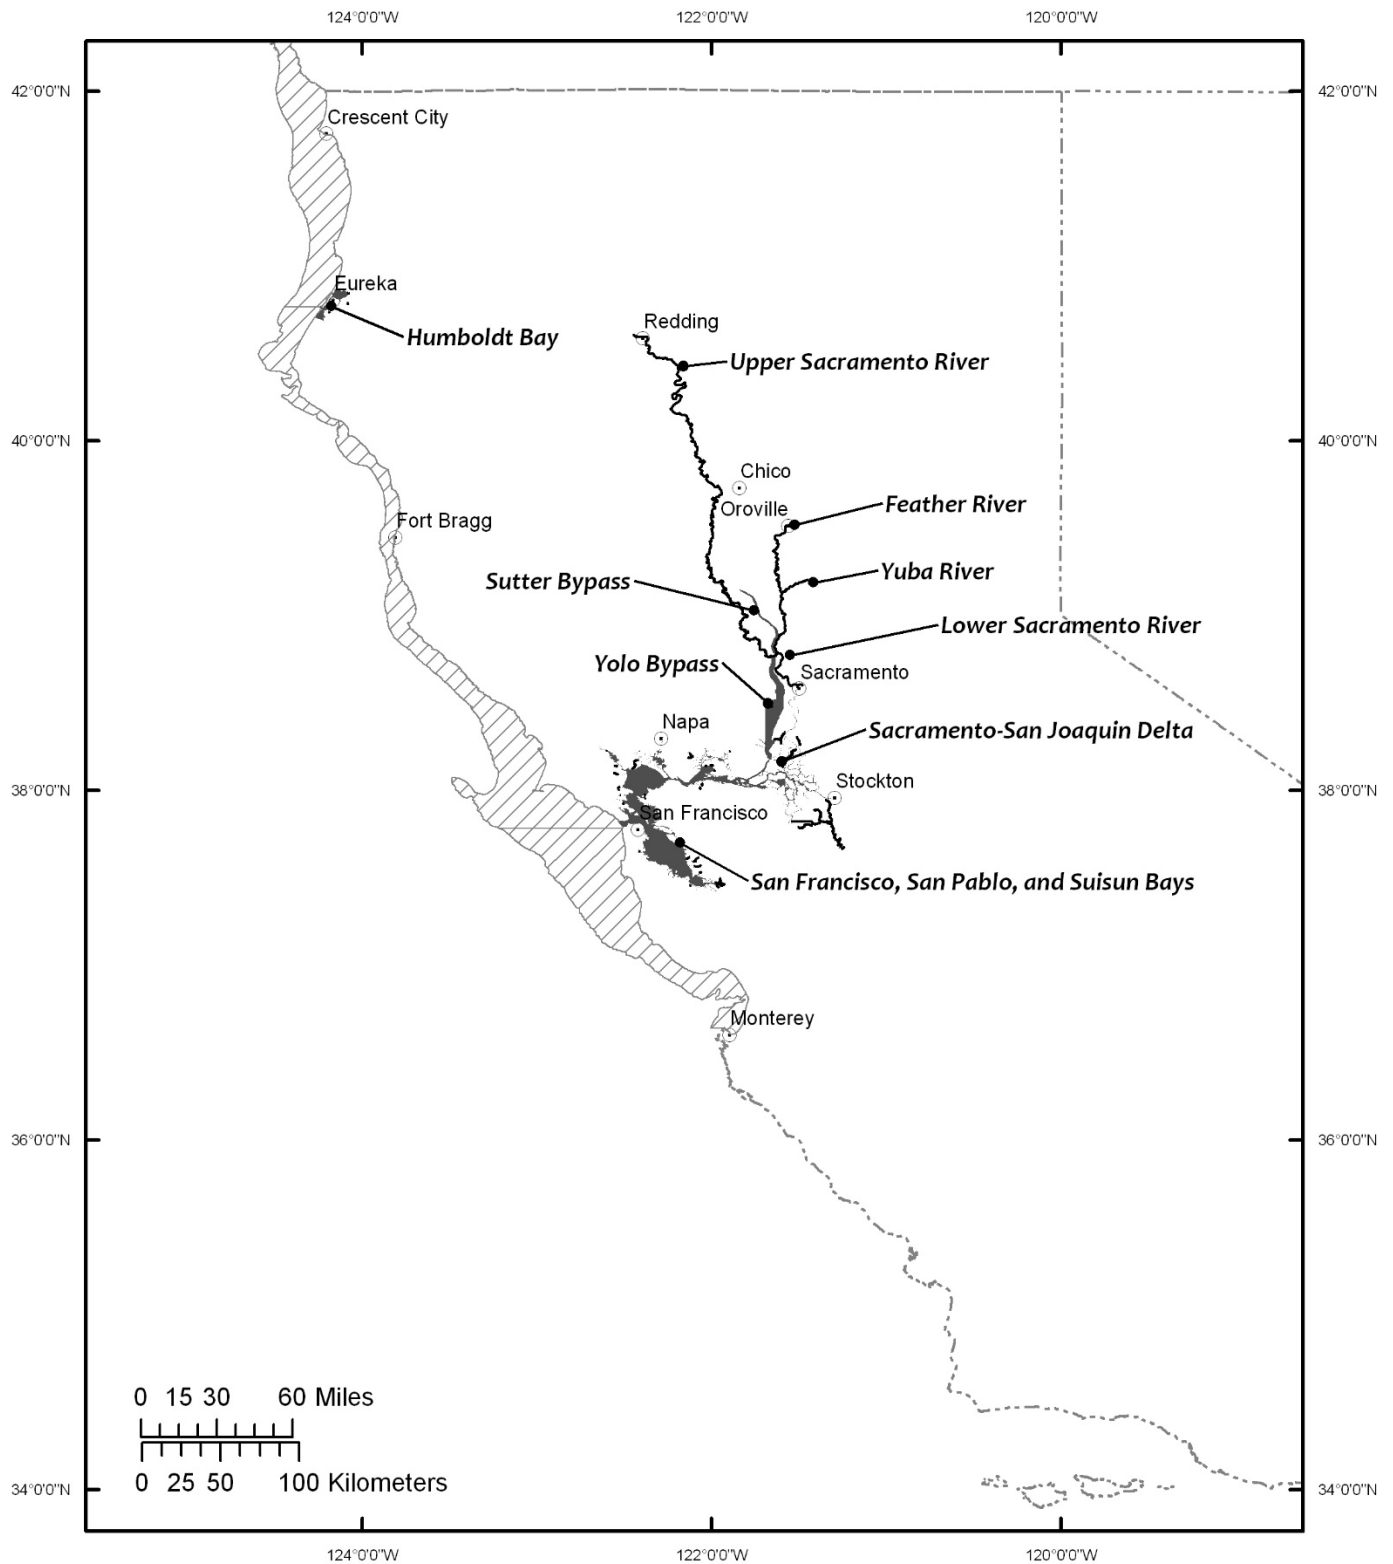 124°0'0"W 122°0'0"W 120°0'0"W
42°0'0"N 42°0'0"N
Crescent City
Eureka
Humboldt Bay
Redding
Upper Sacramento River
40°0'0"N 40°0'0"N
Chico
Oroville
Feather River
Fort Bragg
Yuba River
Sutter Bypass
Lower Sacramento River
Yolo Bypass
Sacramento
Napa
Sacramento-San Joaquin Delta
Stockton
38°0'0"N 38°0'0"N
San Francisco
San Francisco, San Pablo, and Suisun Bays
Monterey
36°0'0"N 36°0'0"N
0 15 30 60 Miles
0 25 50 100 Kilometers
34°0'0"N 34°0'0"N
124°0'0"W 122°0'0"W 120°0'0"W